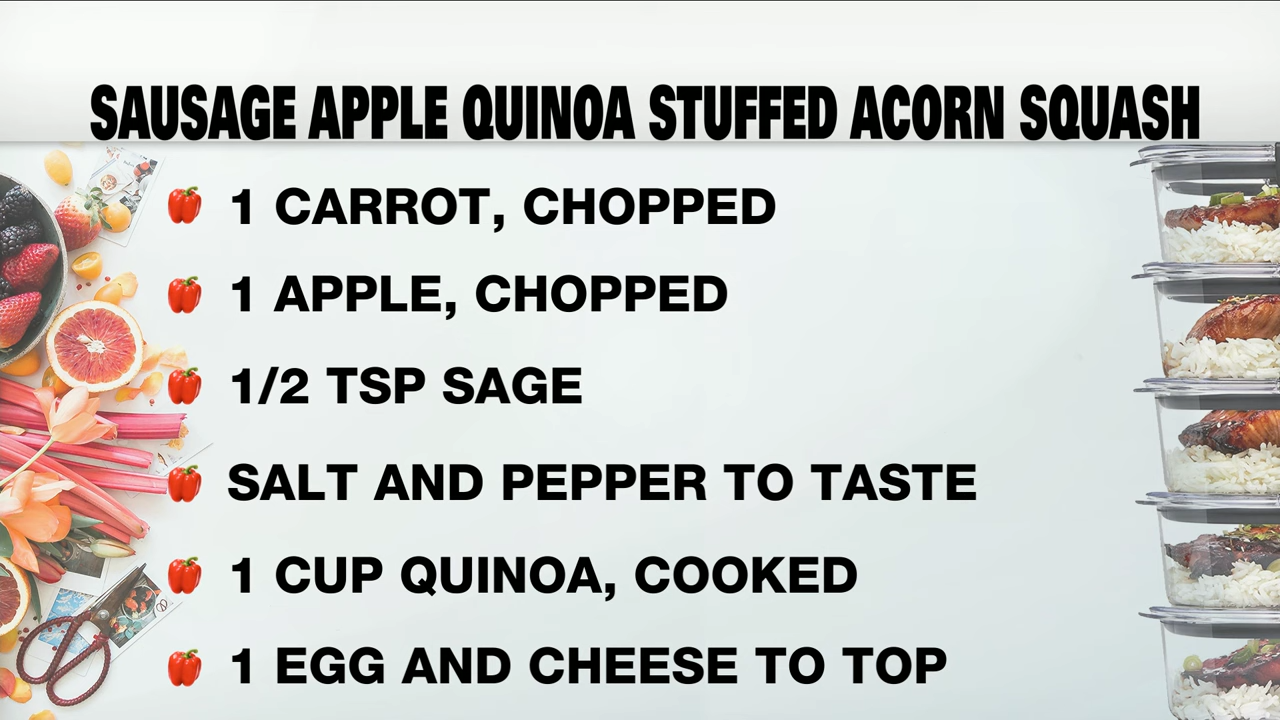 SAUSAGE APPLE QUINOA STUFFED ACORN SQUASH
1 CARROT, CHOPPED
1 APPLE, CHOPPED
1/2 TSP SAGE
SALT AND PEPPER TO TASTE
1 CUP QUINOA, COOKED
1 EGG AND CHEESE TO TOP